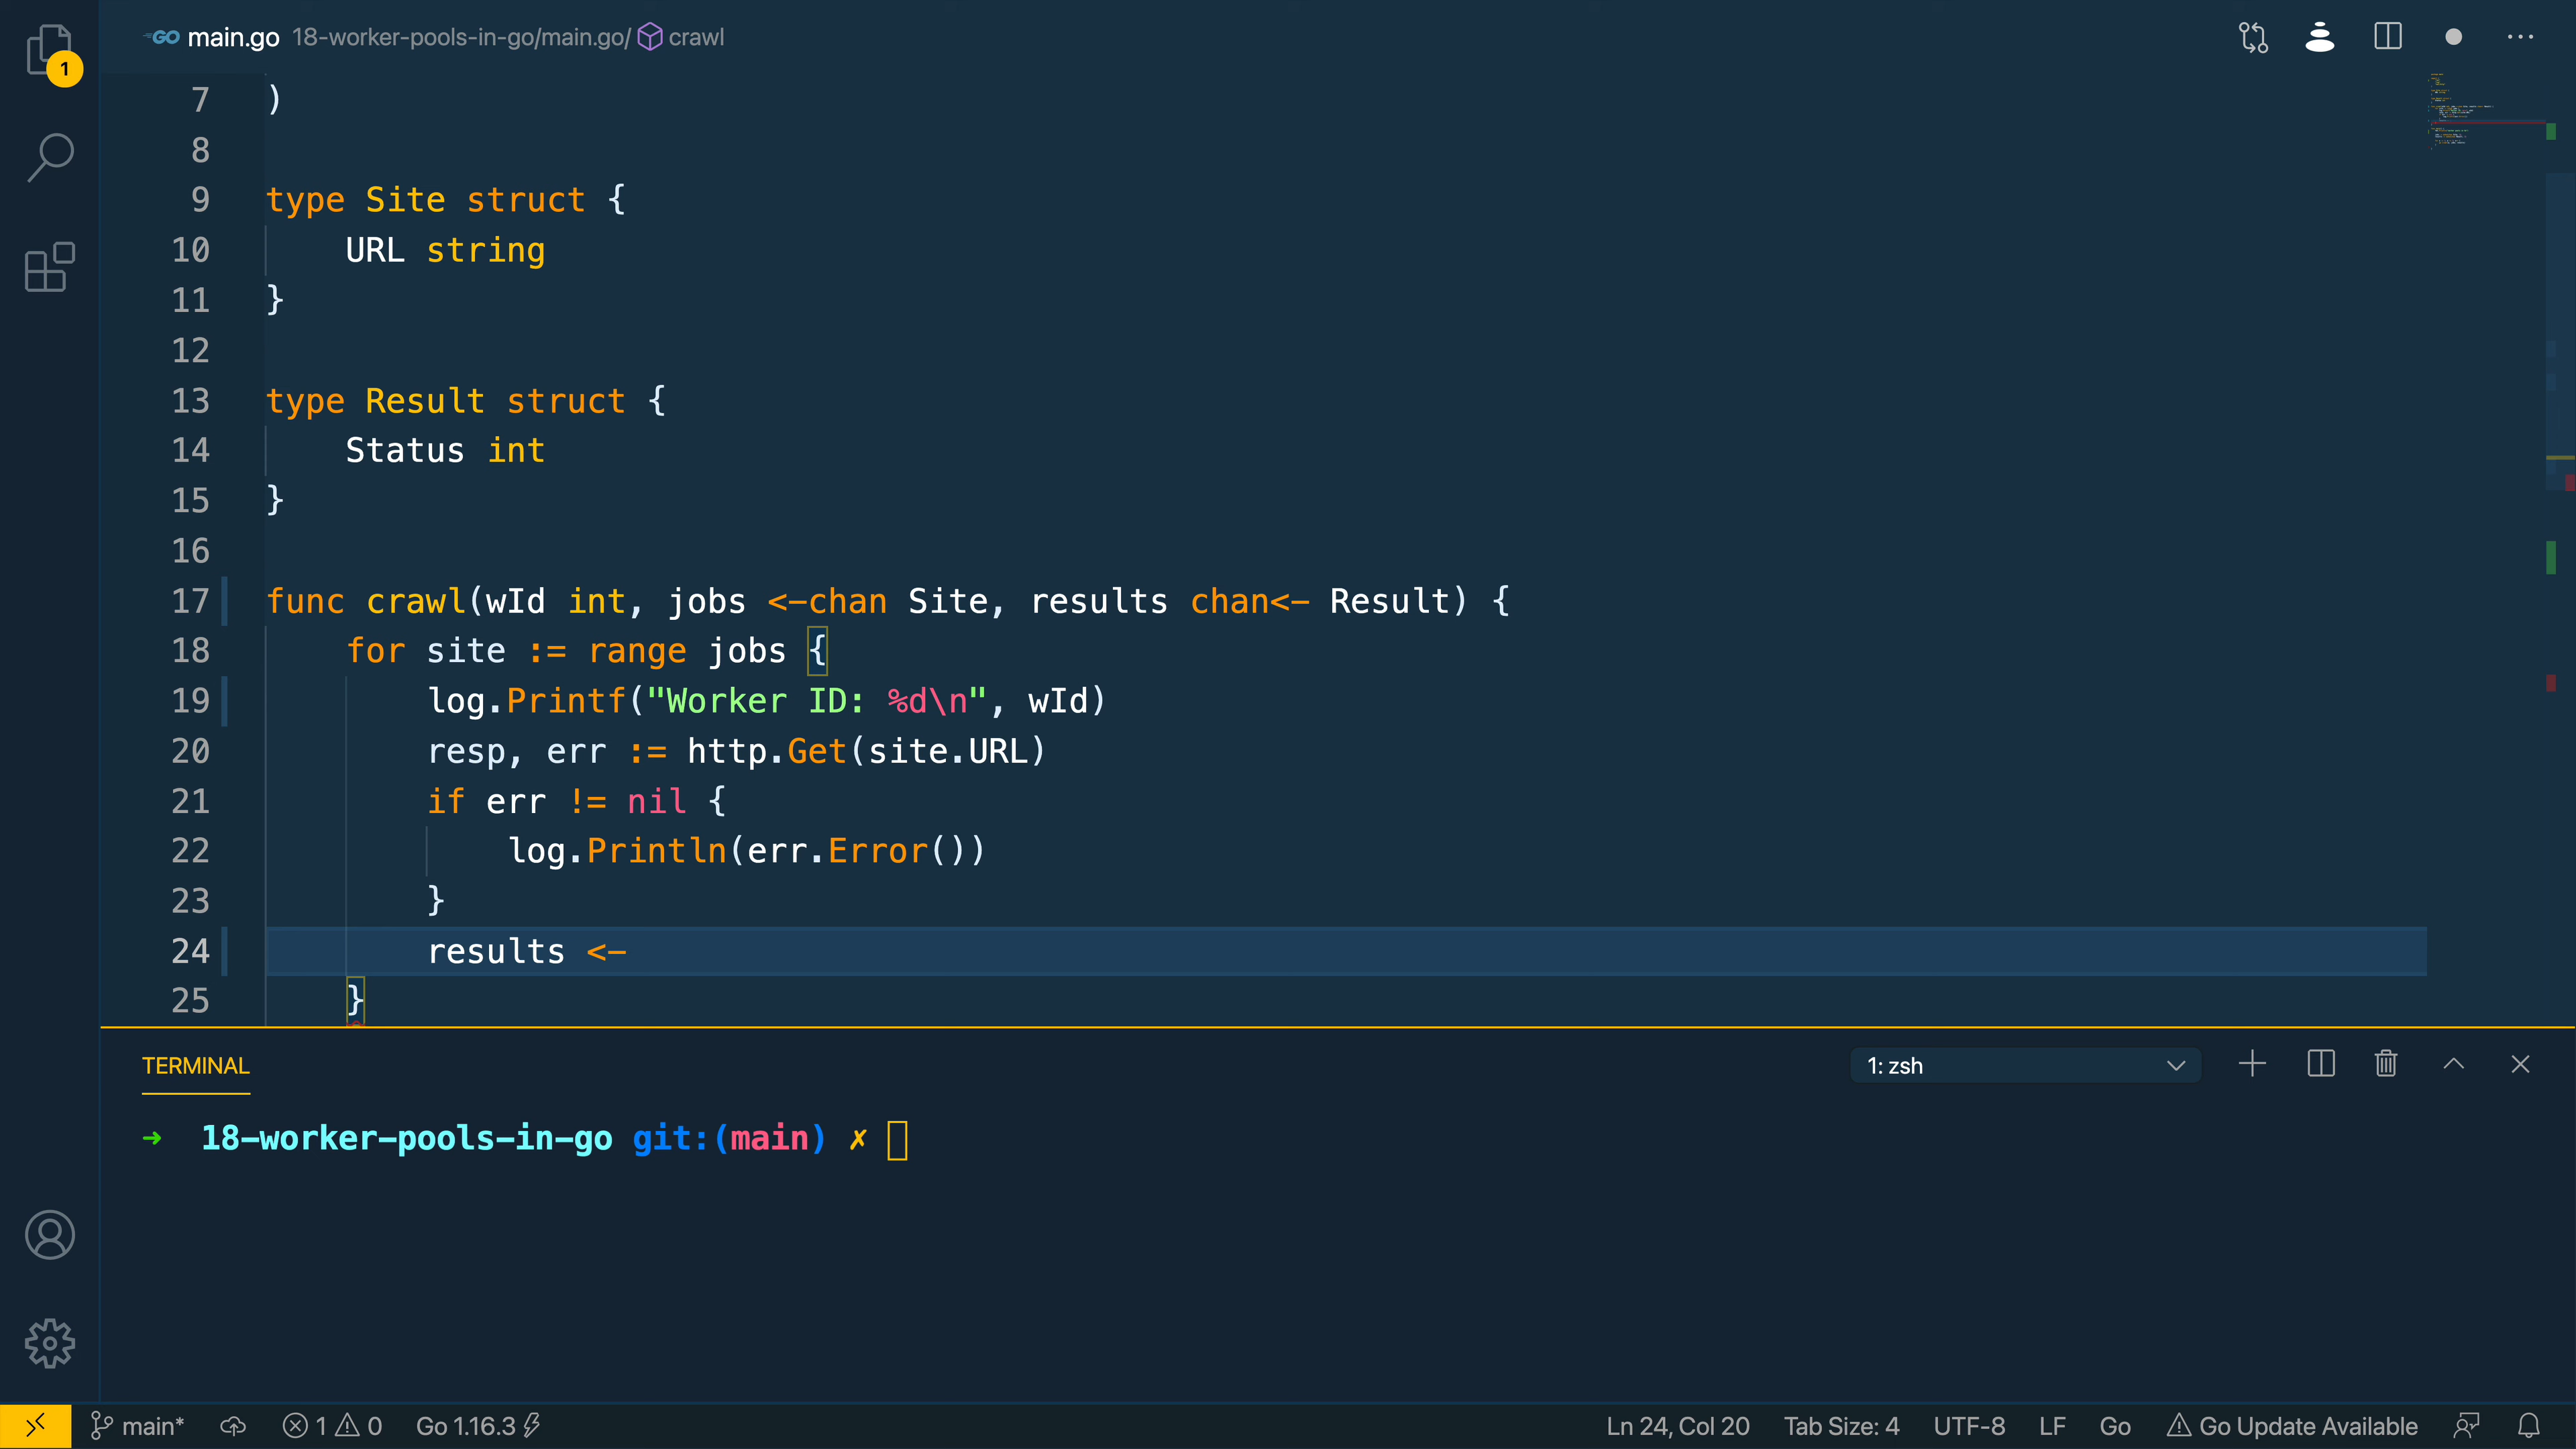 GO main.go 18-worker-pools-in-go/main.go/ crawl
1
7 )
8
9 type Site struct {
10 URL string
11 }
12
13 type Result struct {
14 Status int
15 }
16
17 func crawl(wId int, jobs <-chan Site, results chan<- Result) {
18 for site := range jobs {
19 log.Printf("Worker ID: %d\n", wId)
20 resp, err := http.Get(site.URL)
21 if err != nil {
22 log.Println(err.Error())
23 }
24 results <-
25 }
TERMINAL 1: zsh
➜ 18-worker-pools-in-go git:(main) ✗
main* 1 0 Go 1.16.3 Ln 24, Col 20 Tab Size: 4 UTF-8 LF Go Go Update Available